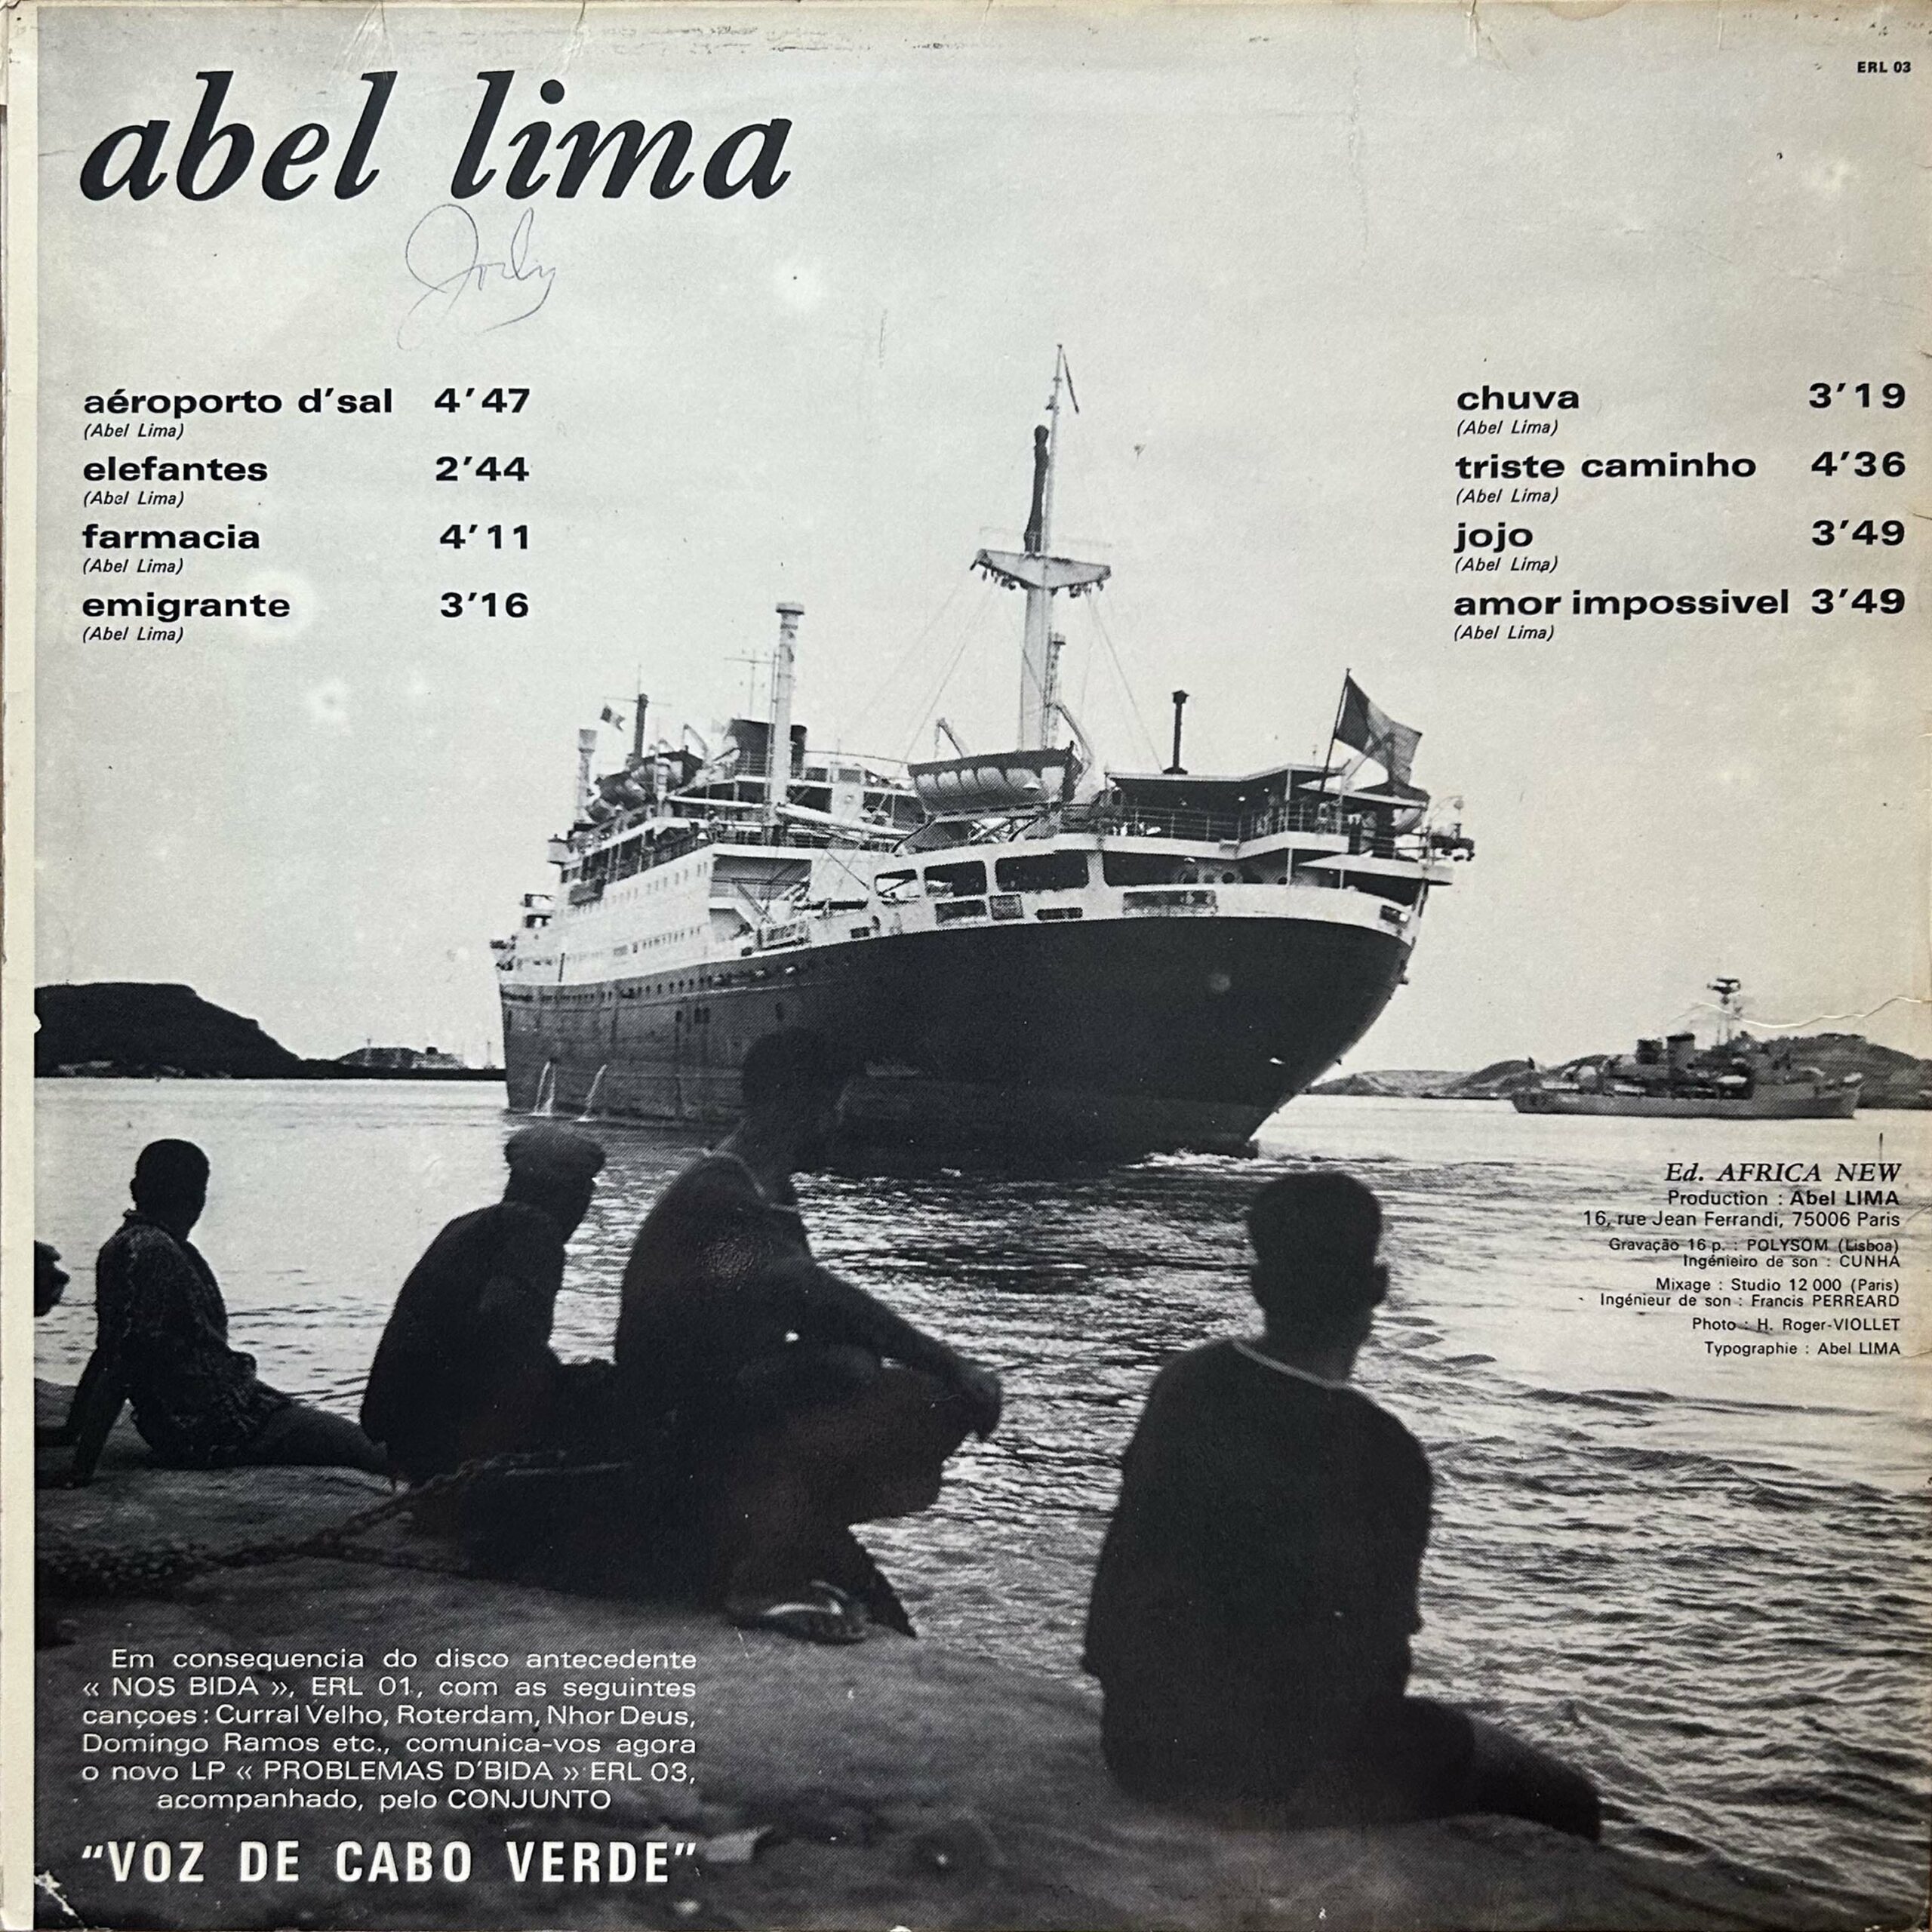 ERL 03
abel lima
aéroporto d'sal 4'47
(Abel Lima)
elefantes 2'44
(Abel Lima)
farmacia 4'11
(Abel Lima)
emigrante 3'16
(Abel Lima)
chuva 3'19
(Abel Lima)
triste caminho 4'36
(Abel Lima)
jojo 3'49
(Abel Lima)
amor impossivel 3'49
(Abel Lima)
Ed. AFRICA NEW
Production : Abel LIMA
16, rue Jean Ferrandi, 75006 Paris
Gravação 16 p. : POLYSOM (Lisboa)
Ingénieiro de son : CUNHA
Mixage : Studio 12 000 (Paris)
Ingénieur de son : Francis PERREARD
Photo : H. Roger-VIOLLET
Typographie : Abel LIMA
Em consequencia do disco antecedente
« NOS BIDA », ERL 01, com as seguintes
cançoes : Curral Velho, Roterdam, Nhor Deus,
Domingo Ramos etc., comunica-vos agora
o novo LP « PROBLEMAS D'BIDA » ERL 03,
acompanhado, pelo CONJUNTO
"VOZ DE CABO VERDE"